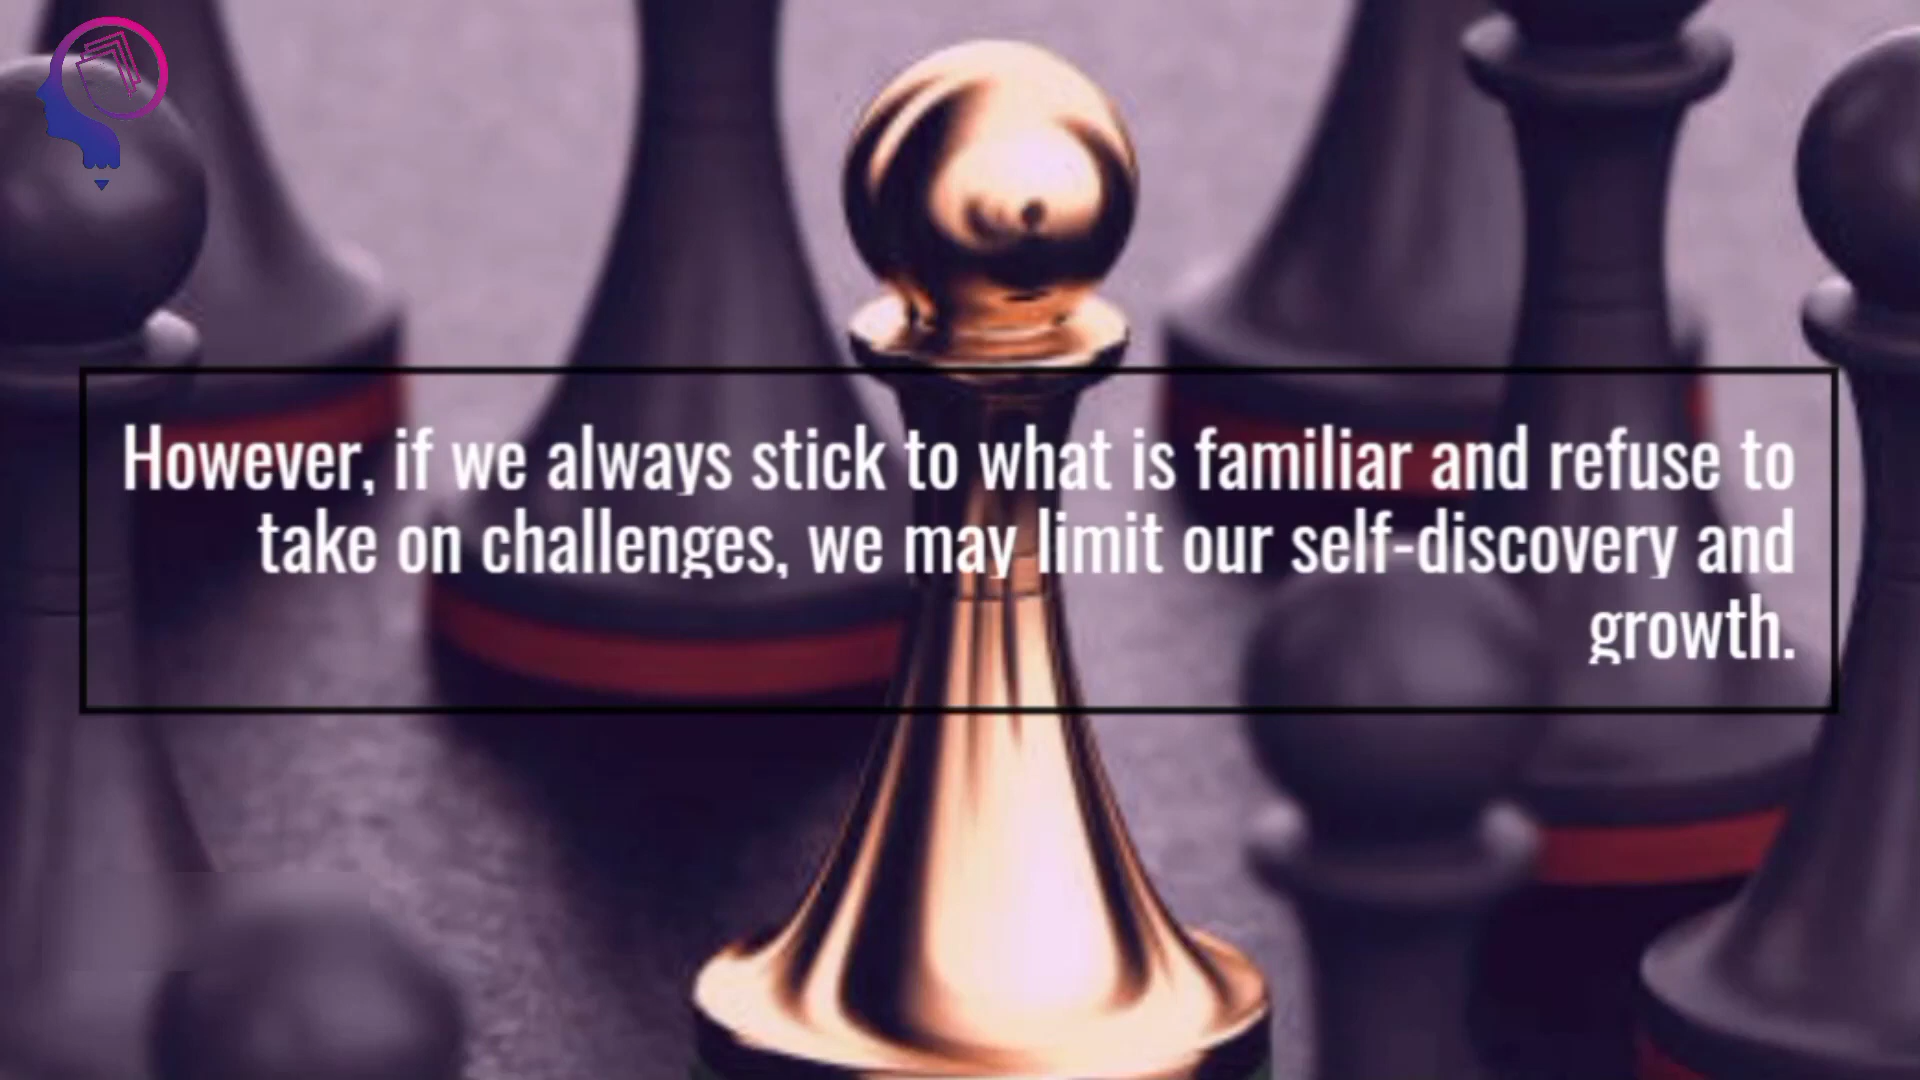 However, if we always stick to what is familiar and refuse to
take on challenges, we may limit our self-discovery and
growth.